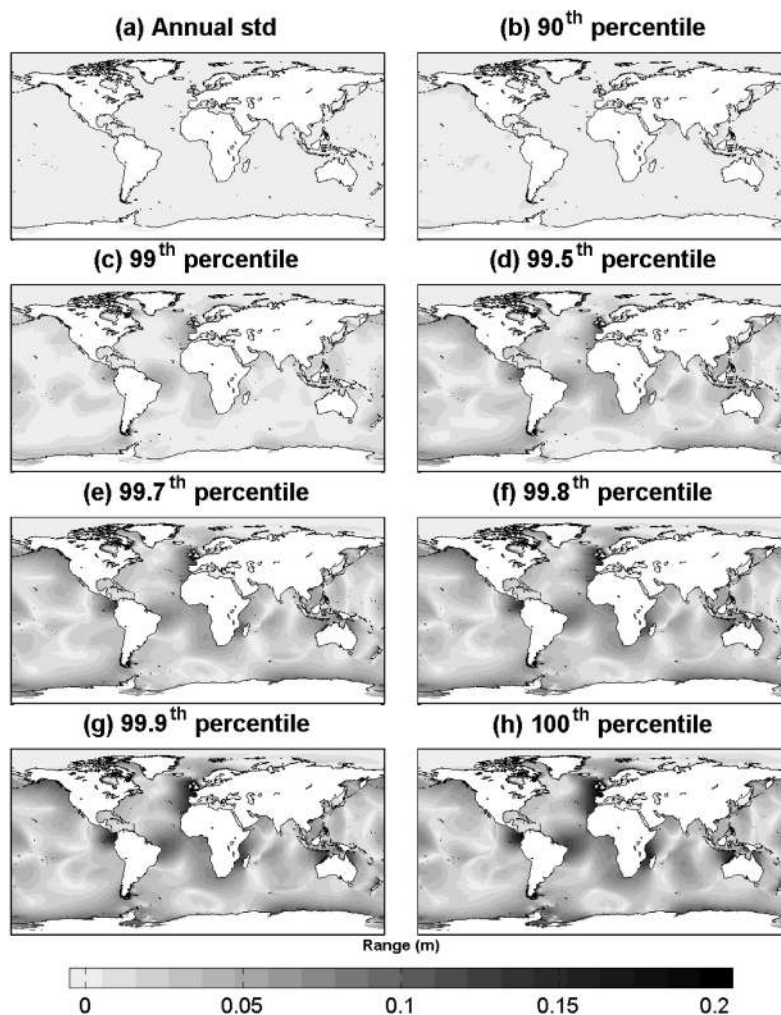 (a) Annual std
(b) 90th percentile
(c) 99th percentile
(d) 99.5th percentile
(e) 99.7th percentile
(f) 99.8th percentile
(g) 99.9th percentile
(h) 100th percentile
Range (m)
0 0.05 0.1 0.15 0.2